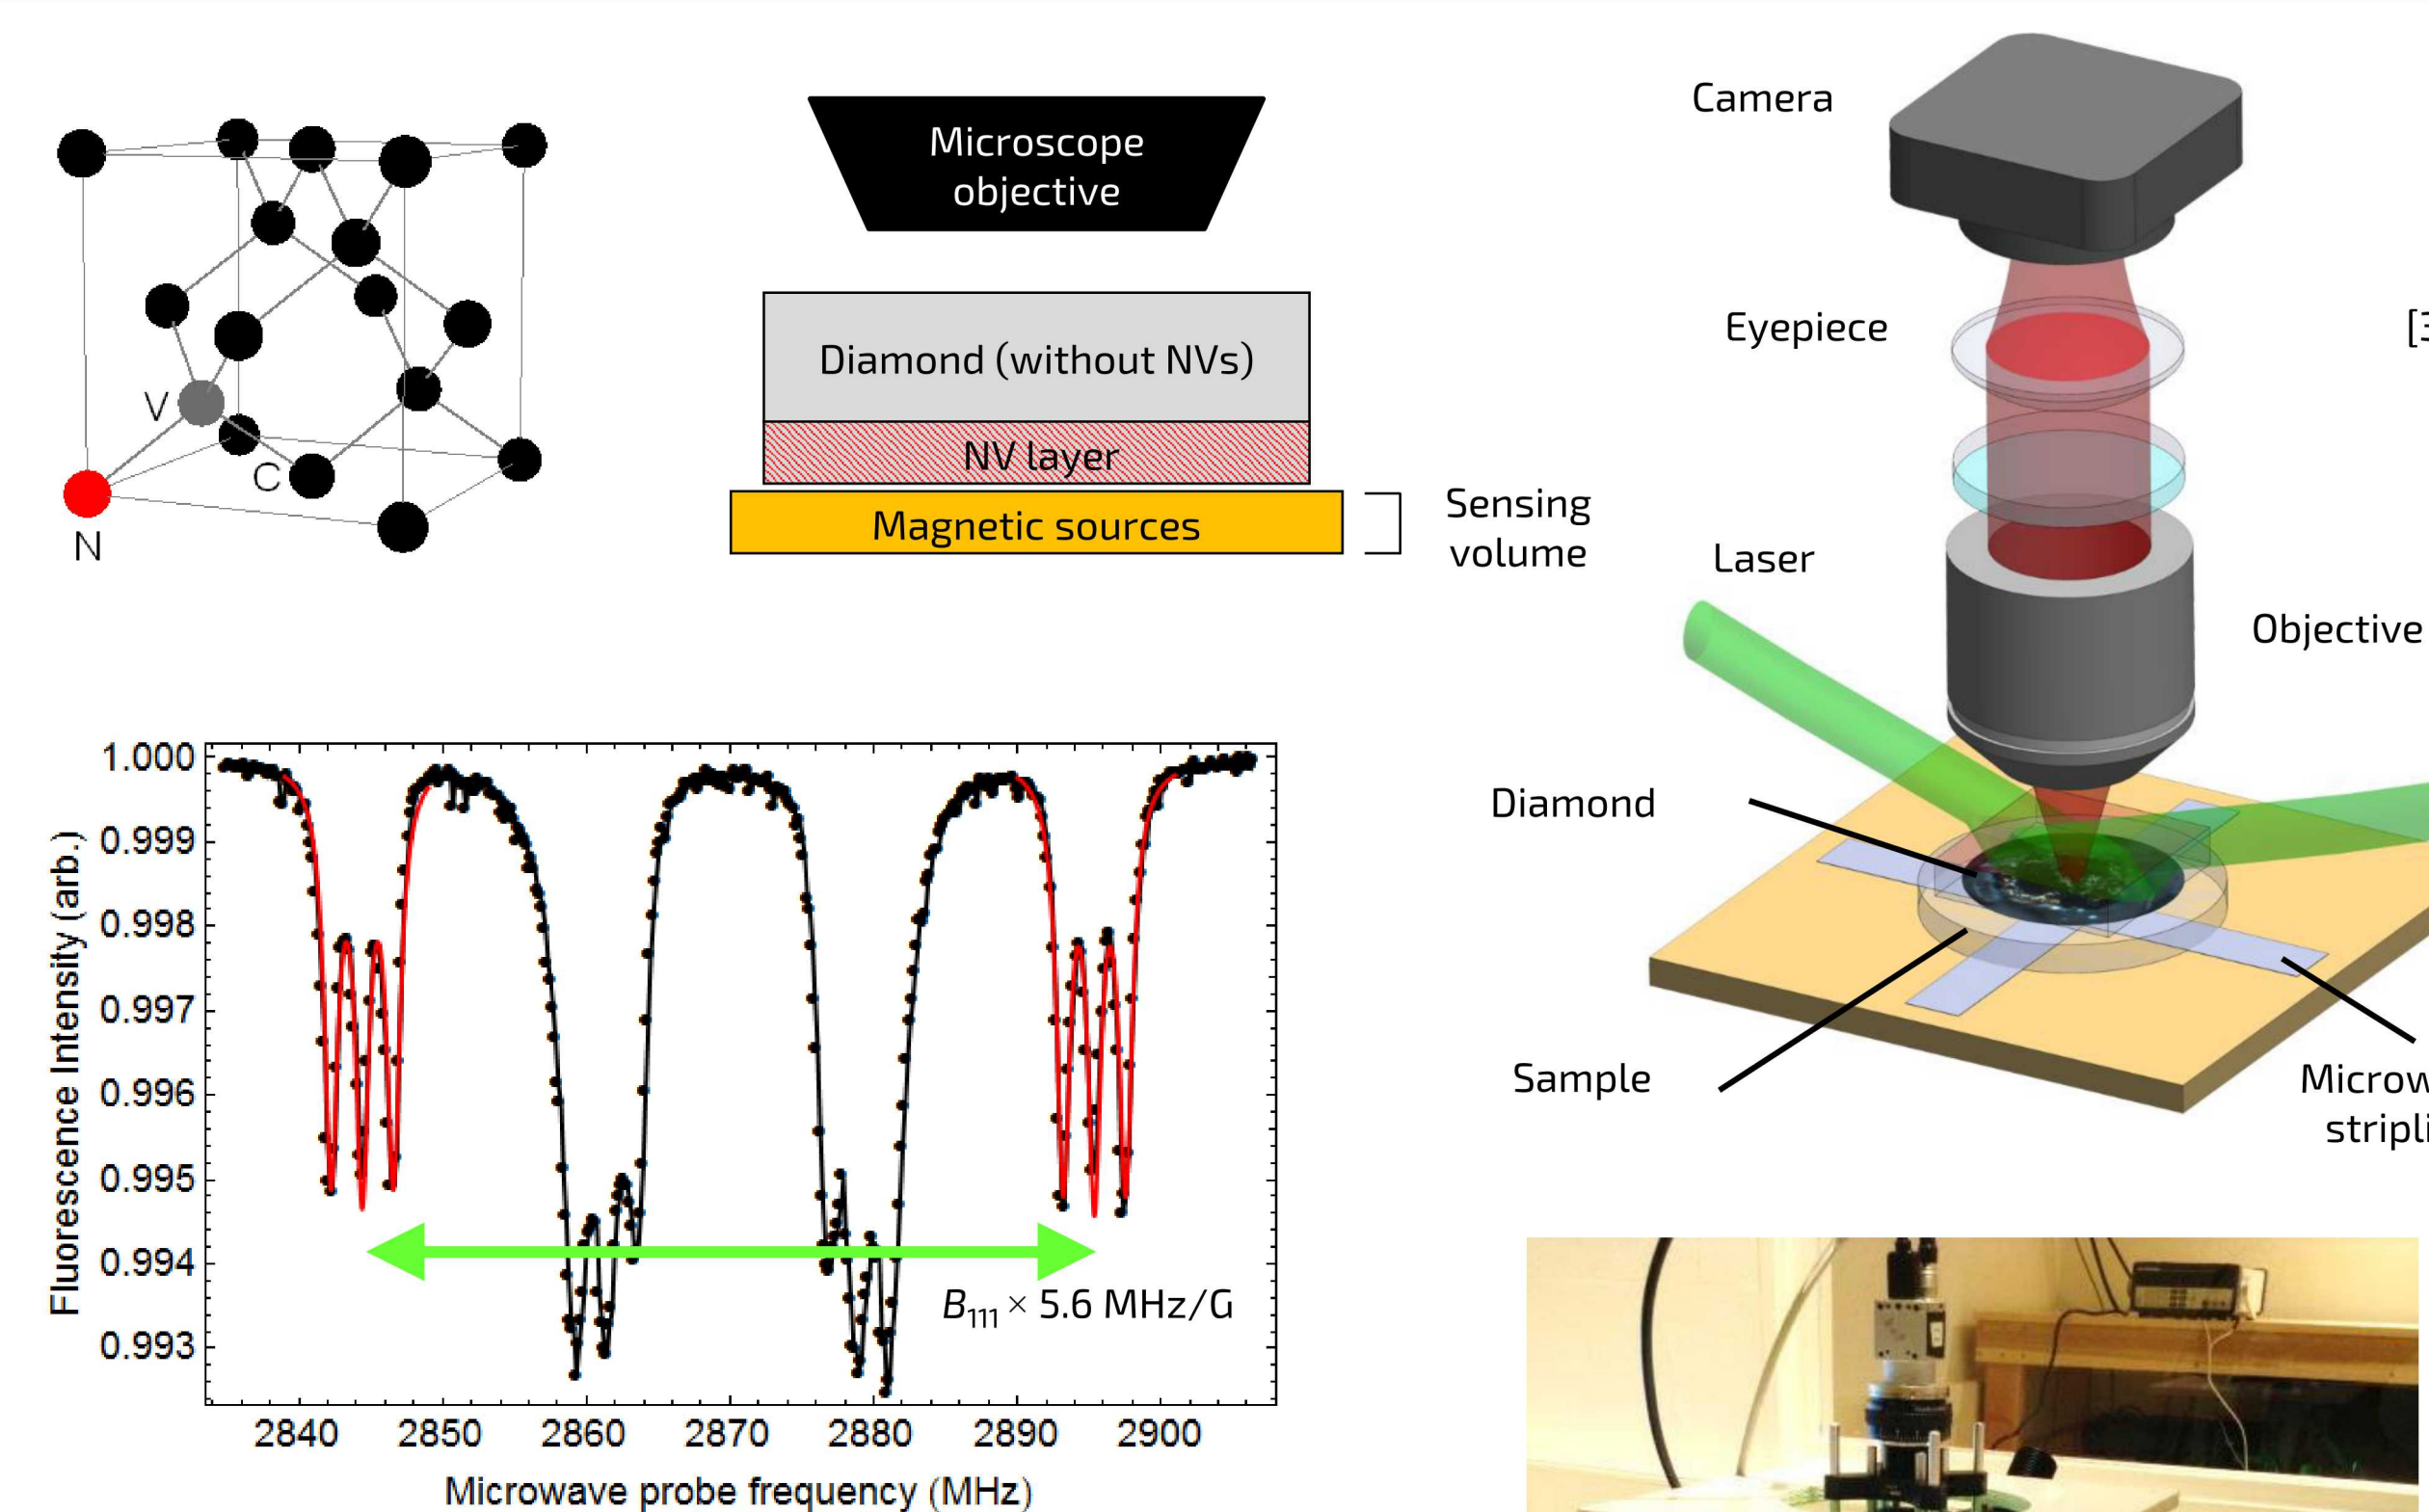 V
C
N
Microscope
objective
Diamond (without NVs)
NV layer
Magnetic sources
Sensing
volume
Camera
Eyepiece
Laser
Objective
Diamond
Sample
1.000
0.999
0.998
0.997
0.996
0.995
0.994
0.993
Fluorescence Intensity (arb.)
B111 × 5.6 MHz/G
2840 2850 2860 2870 2880 2890 2900
Microwave probe frequency (MHz)